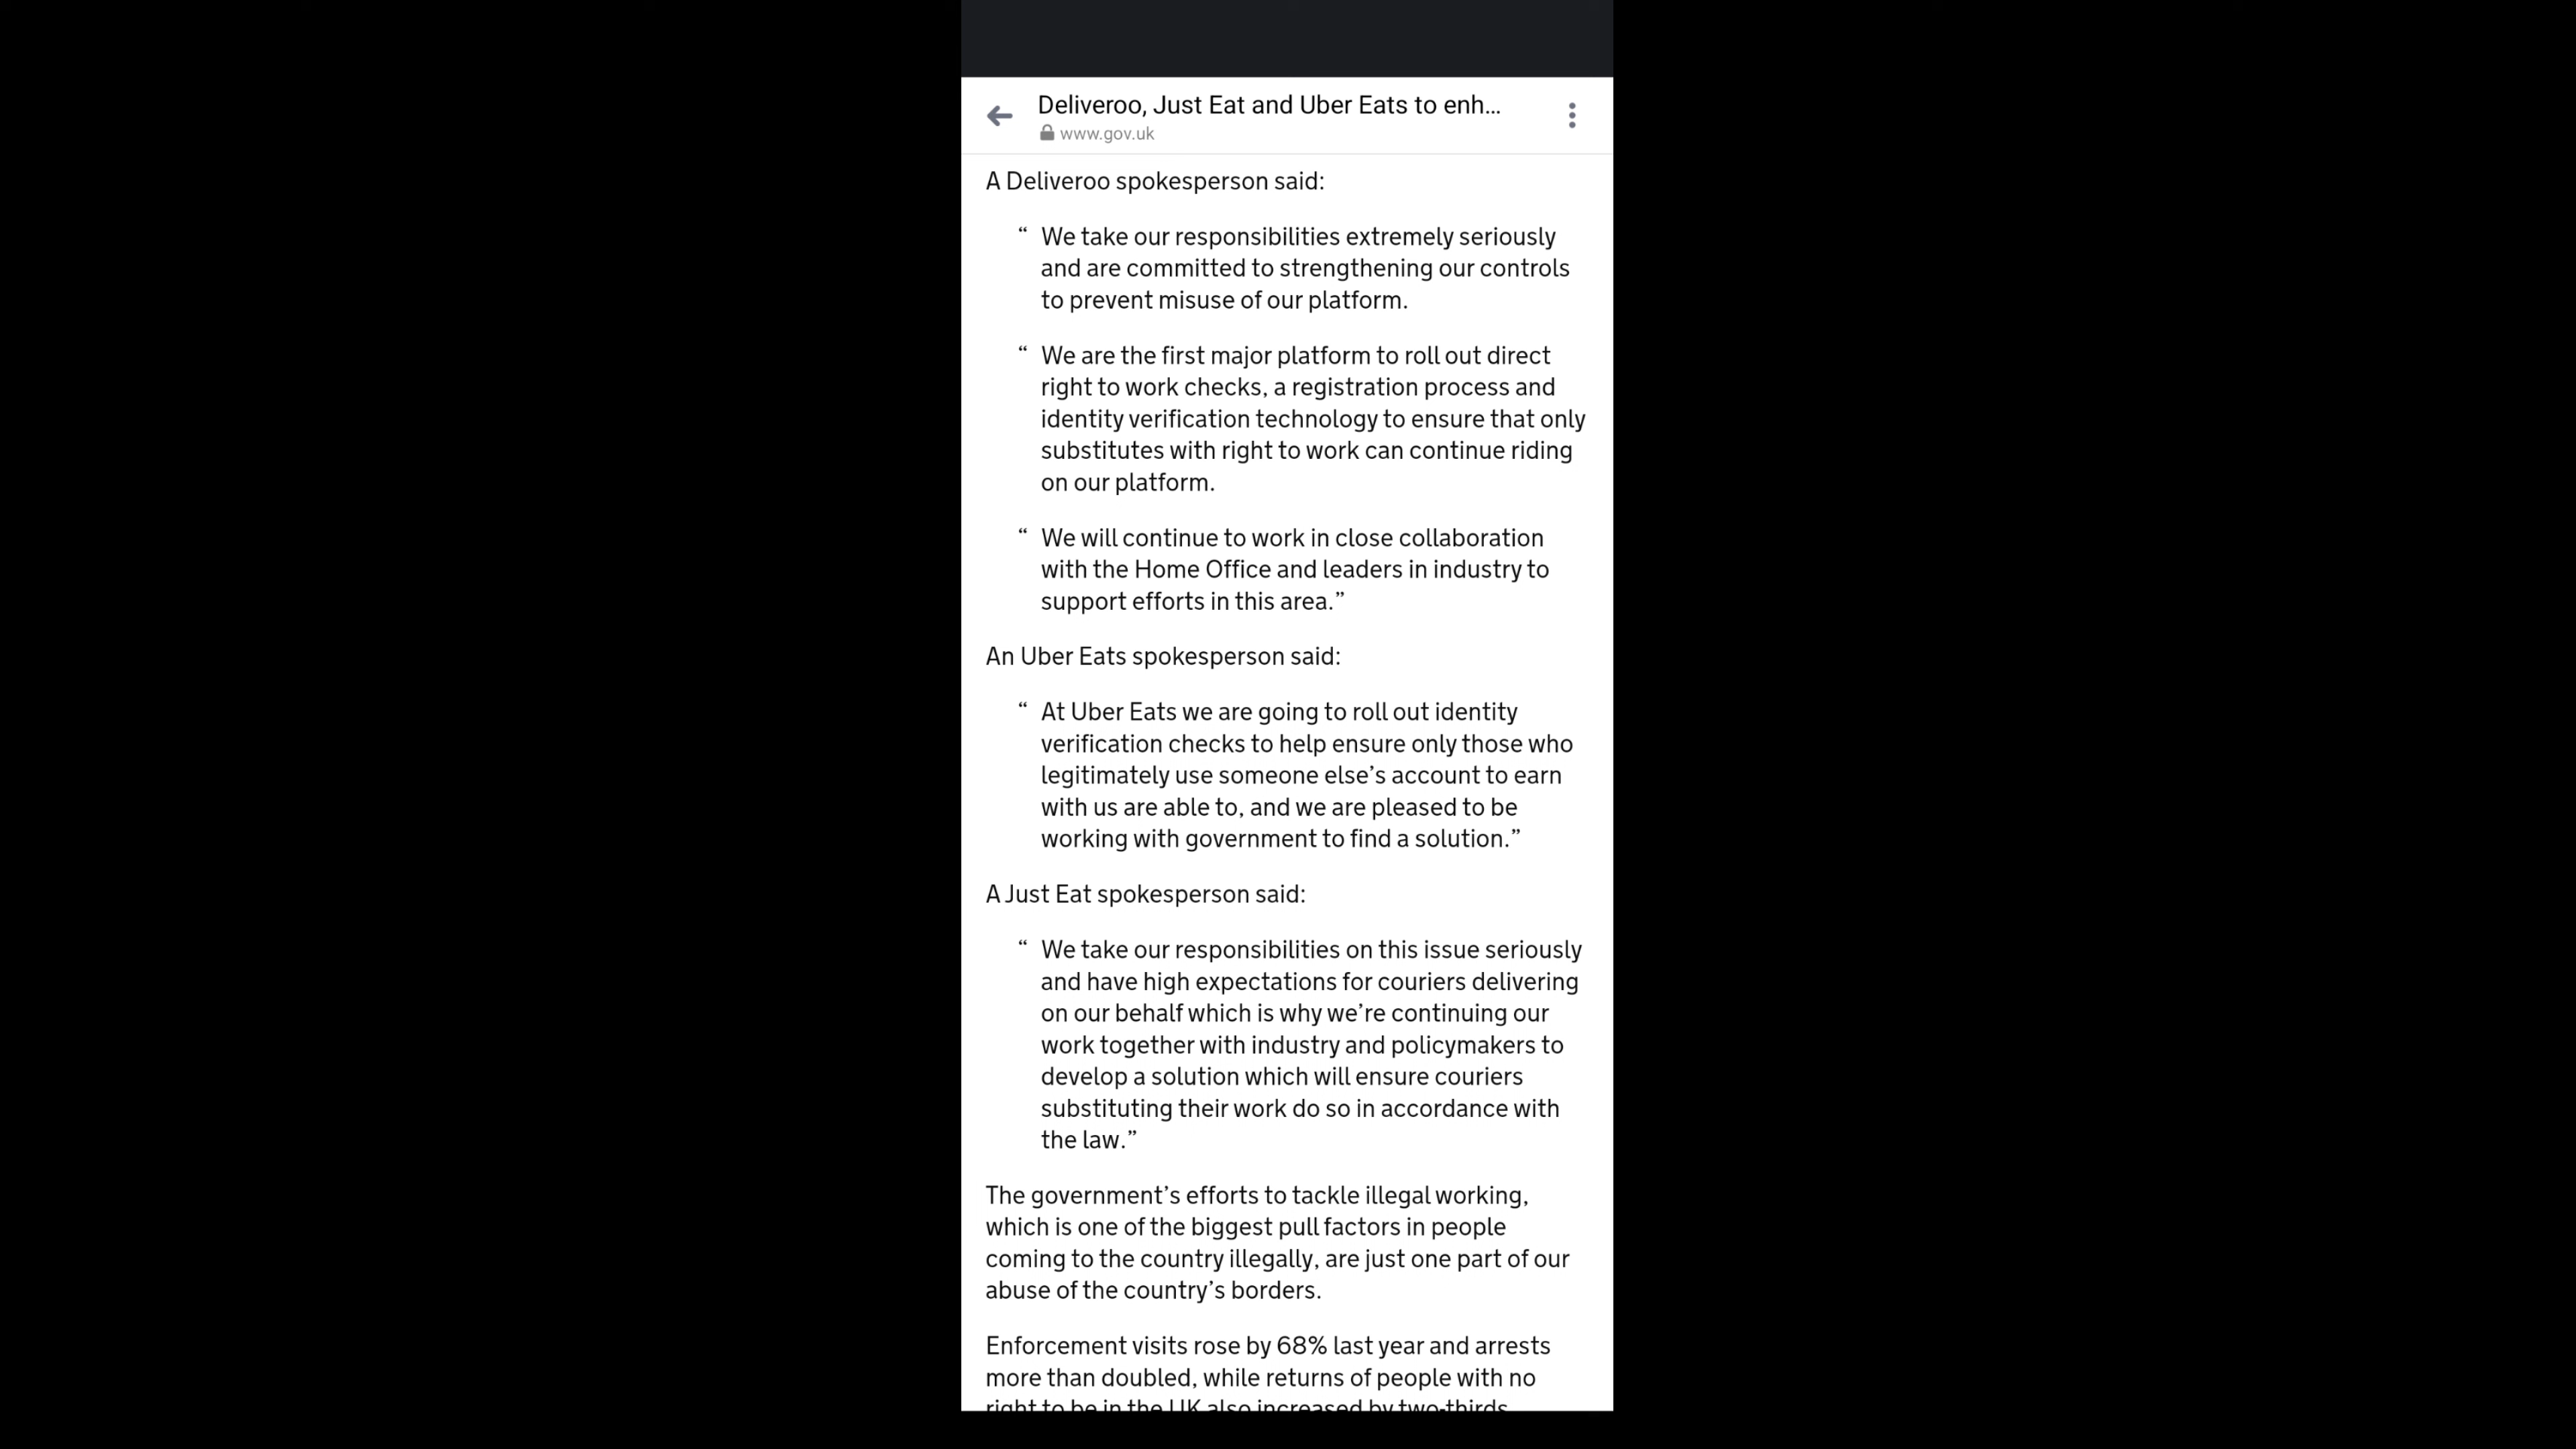 Deliveroo, Just Eat and Uber Eats to enh...
www.gov.uk
A Deliveroo spokesperson said:
“ We take our responsibilities extremely seriously
and are committed to strengthening our controls
to prevent misuse of our platform.
“ We are the first major platform to roll out direct
right to work checks, a registration process and
identity verification technology to ensure that only
substitutes with right to work can continue riding
on our platform.
“ We will continue to work in close collaboration
with the Home Office and leaders in industry to
support efforts in this area.”
An Uber Eats spokesperson said:
“ At Uber Eats we are going to roll out identity
verification checks to help ensure only those who
legitimately use someone else’s account to earn
with us are able to, and we are pleased to be
working with government to find a solution.”
A Just Eat spokesperson said:
“ We take our responsibilities on this issue seriously
and have high expectations for couriers delivering
on our behalf which is why we’re continuing our
work together with industry and policymakers to
develop a solution which will ensure couriers
substituting their work do so in accordance with
the law.”
The government’s efforts to tackle illegal working,
which is one of the biggest pull factors in people
coming to the country illegally, are just one part of our
abuse of the country’s borders.
Enforcement visits rose by 68% last year and arrests
more than doubled, while returns of people with no
right to be in the UK also increased by two-thirds